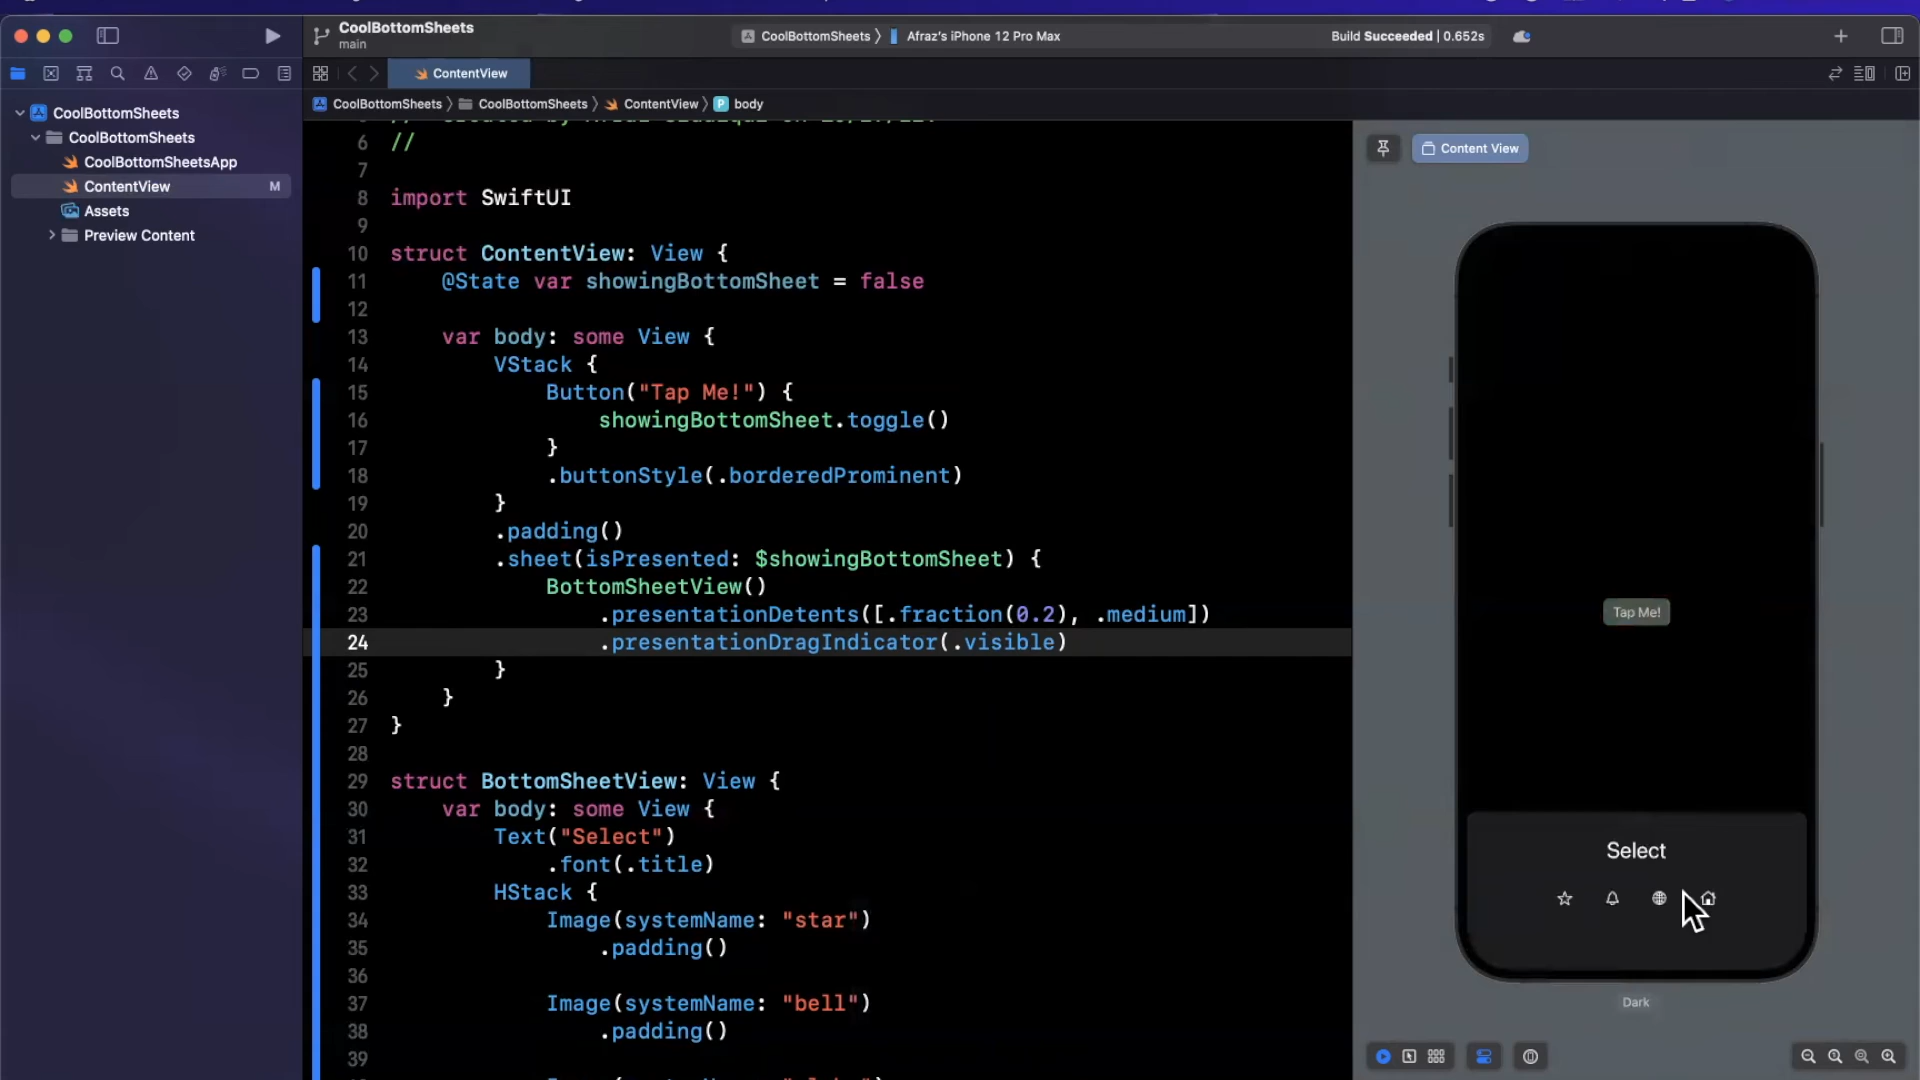 CoolBottomSheets
main
CoolBottomSheets 〉 Afraz's iPhone 12 Pro Max
Build Succeeded | 0.652s
ContentView
CoolBottomSheets 〉 CoolBottomSheets 〉 ContentView 〉 P body
CoolBottomSheets
CoolBottomSheets
CoolBottomSheetsApp
ContentView M
Assets
Preview Content
6 //
7
8 import SwiftUI
9
10 struct ContentView: View {
11 @State var showingBottomSheet = false
12
13 var body: some View {
14 VStack {
15 Button("Tap Me!") {
16 showingBottomSheet.toggle()
17 }
18 .buttonStyle(.borderedProminent)
19 }
20 .padding()
21 .sheet(isPresented: $showingBottomSheet) {
22 BottomSheetView()
23 .presentationDetents([.fraction(0.2), .medium])
24 .presentationDragIndicator(.visible)
25 }
26 }
27 }
28
29 struct BottomSheetView: View {
30 var body: some View {
31 Text("Select")
32 .font(.title)
33 HStack {
34 Image(systemName: "star")
35 .padding()
36
37 Image(systemName: "bell")
38 .padding()
39
Content View
Tap Me!
Select
Dark